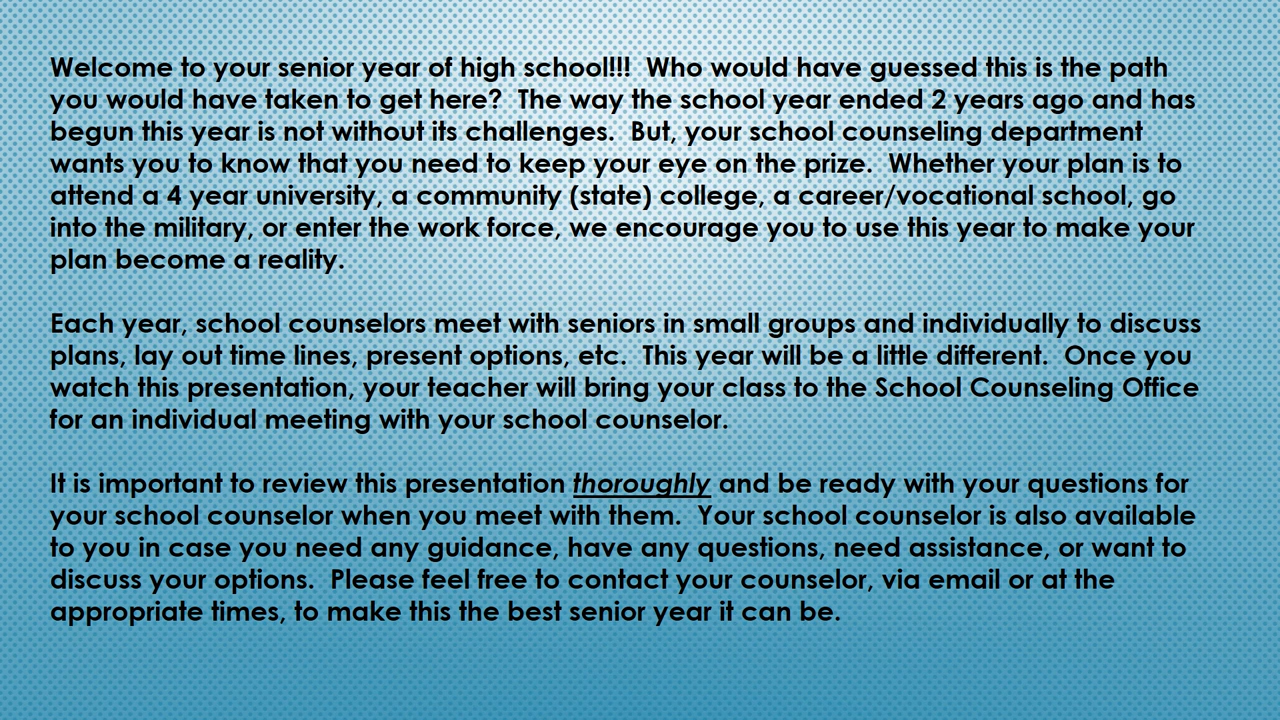 Welcome to your senior year of high school!!!  Who would have guessed this is the path
you would have taken to get here?  The way the school year ended 2 years ago and has
begun this year is not without its challenges.  But, your school counseling department
wants you to know that you need to keep your eye on the prize.  Whether your plan is to
attend a 4 year university, a community (state) college, a career/vocational school, go
into the military, or enter the work force, we encourage you to use this year to make your
plan become a reality.

Each year, school counselors meet with seniors in small groups and individually to discuss
plans, lay out time lines, present options, etc.  This year will be a little different.  Once you
watch this presentation, your teacher will bring your class to the School Counseling Office
for an individual meeting with your school counselor.

It is important to review this presentation thoroughly and be ready with your questions for
your school counselor when you meet with them.  Your school counselor is also available
to you in case you need any guidance, have any questions, need assistance, or want to
discuss your options.  Please feel free to contact your counselor, via email or at the
appropriate times, to make this the best senior year it can be.